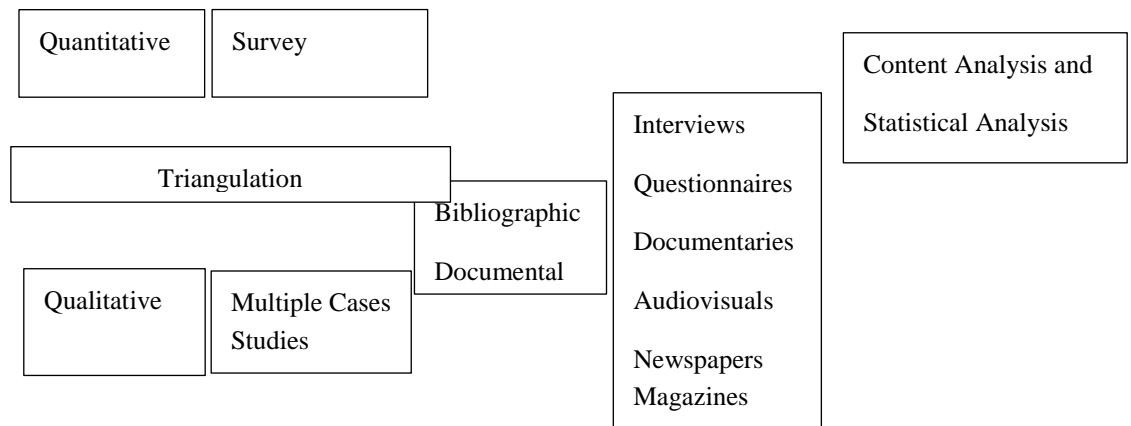 Quantitative
Survey
Triangulation
Qualitative
Multiple Cases
Studies
Bibliographic
Documental
Interviews
Questionnaires
Documentaries
Audiovisuals
Newspapers
Magazines
Content Analysis and
Statistical Analysis